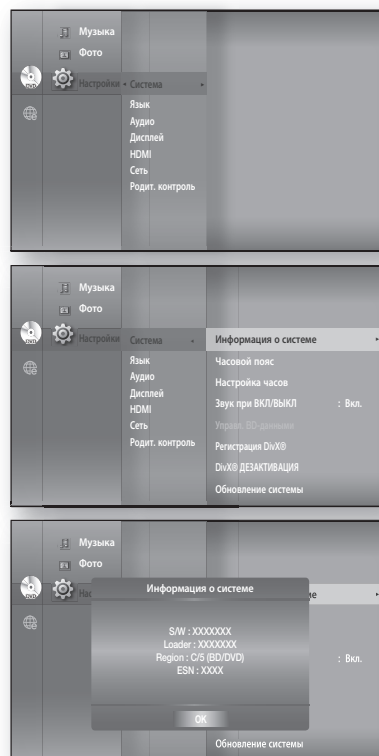 Музыка
Фото
DVD
Настройки
Система
Язык
Аудио
Дисплей
HDMI
Сеть
Родит. контроль
Музыка
Фото
DVD
Настройки
Система
Информация о системе
Язык
Часовой пояс
Аудио
Настройка часов
Дисплей
HDMI
Звук при ВКЛ/ВЫКЛ : Вкл.
Сеть
Управл. BD-данными
Родит. контроль
Регистрация DivX®
DivX® ДЕЗАКТИВАЦИЯ
Обновление системы
Музыка
Фото
DVD
Информация о системе
S/W : XXXXXXX
Loader : XXXXXXX
Region : C/5 (BD/DVD)
ESN : XXXX
: Вкл.
OK
Обновление системы